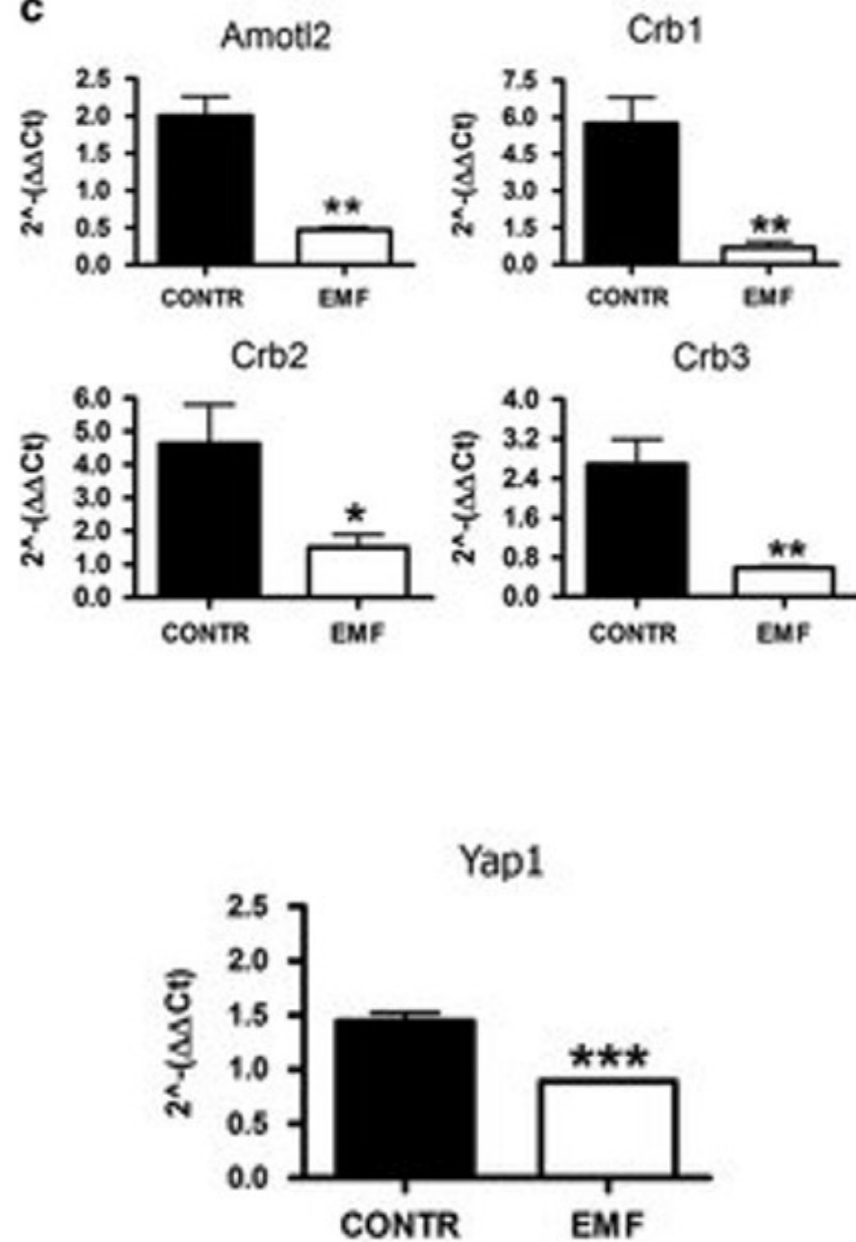 c
Amotl2
2^-(ΔΔCt)
2.5
2.0
1.5
1.0
0.5
0.0
**
CONTR EMF
Crb1
2^-(ΔΔCt)
7.5
6.0
4.5
3.0
1.5
0.0
**
CONTR EMF
Crb2
2^-(ΔΔCt)
6.0
5.0
4.0
3.0
2.0
1.0
0.0
*
CONTR EMF
Crb3
2^-(ΔΔCt)
4.0
3.2
2.4
1.6
0.8
0.0
**
CONTR EMF
Yap1
2^-(ΔΔCt)
2.5
2.0
1.5
1.0
0.5
0.0
***
CONTR EMF